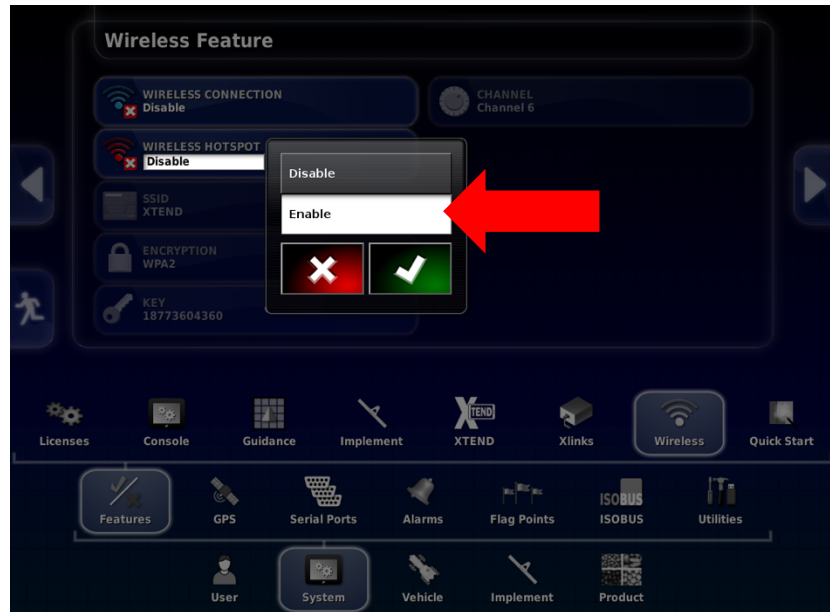 Wireless Feature
WIRELESS CONNECTION
Disable
CHANNEL
Channel 6
WIRELESS HOTSPOT
Disable
Disable
Enable
SSID
XTEND
ENCRYPTION
WPA2
KEY
18773604360
Licenses
Console
Guidance
Implement
XTEND
XTEND
Xlinks
Wireless
Quick Start
Features
GPS
Serial Ports
Alarms
Flag Points
ISOBUS
ISOBUS
Utilities
User
System
Vehicle
Implement
Product